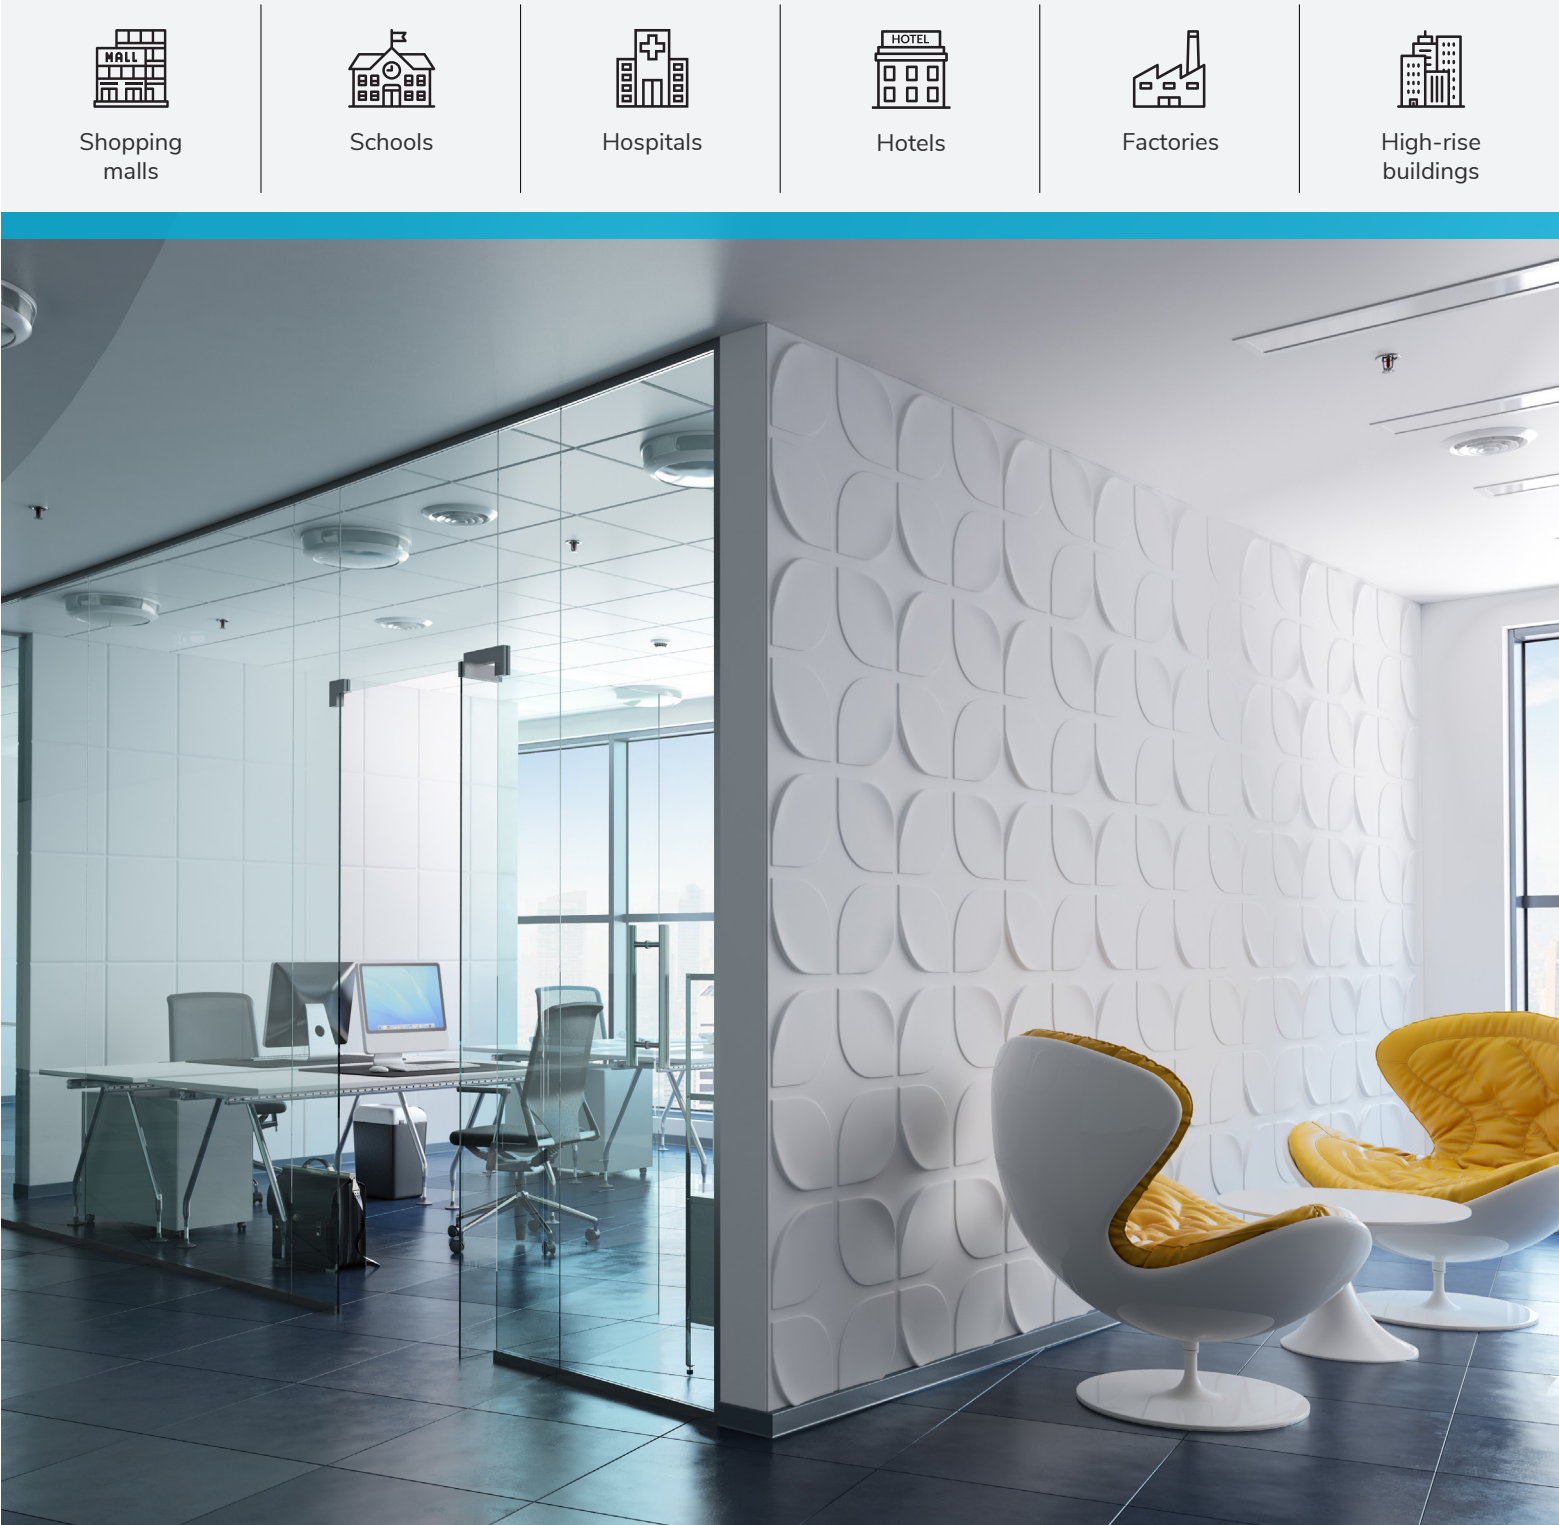 MALL
HOTEL
Shopping
malls
Schools
Hospitals
Hotels
Factories
High-rise
buildings